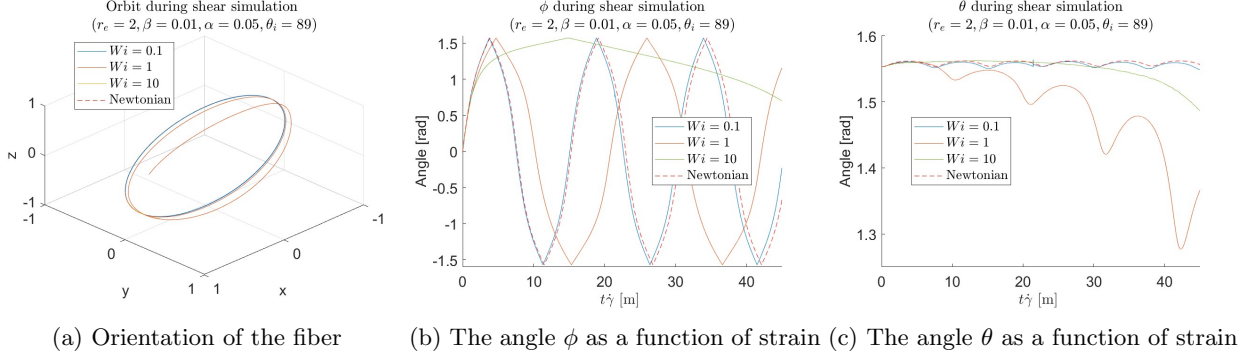 Orbit during shear simulation
(r_e = 2, β = 0.01, α = 0.05, θ_i = 89)
Wi = 0.1
Wi = 1
Wi = 10
Newtonian
1
0
-1
z
-1
0
1
y
1
0
-1
x
(a) Orientation of the fiber
ϕ during shear simulation
(r_e = 2, β = 0.01, α = 0.05, θ_i = 89)
1.5
1
0.5
0
-0.5
-1
-1.5
Angle [rad]
Wi = 0.1
Wi = 1
Wi = 10
Newtonian
0 10 20 30 40
tγ̇ [m]
(b) The angle ϕ as a function of strain
θ during shear simulation
(r_e = 2, β = 0.01, α = 0.05, θ_i = 89)
1.6
1.5
1.4
1.3
Angle [rad]
Wi = 0.1
Wi = 1
Wi = 10
Newtonian
0 10 20 30 40
tγ̇ [m]
(c) The angle θ as a function of strain